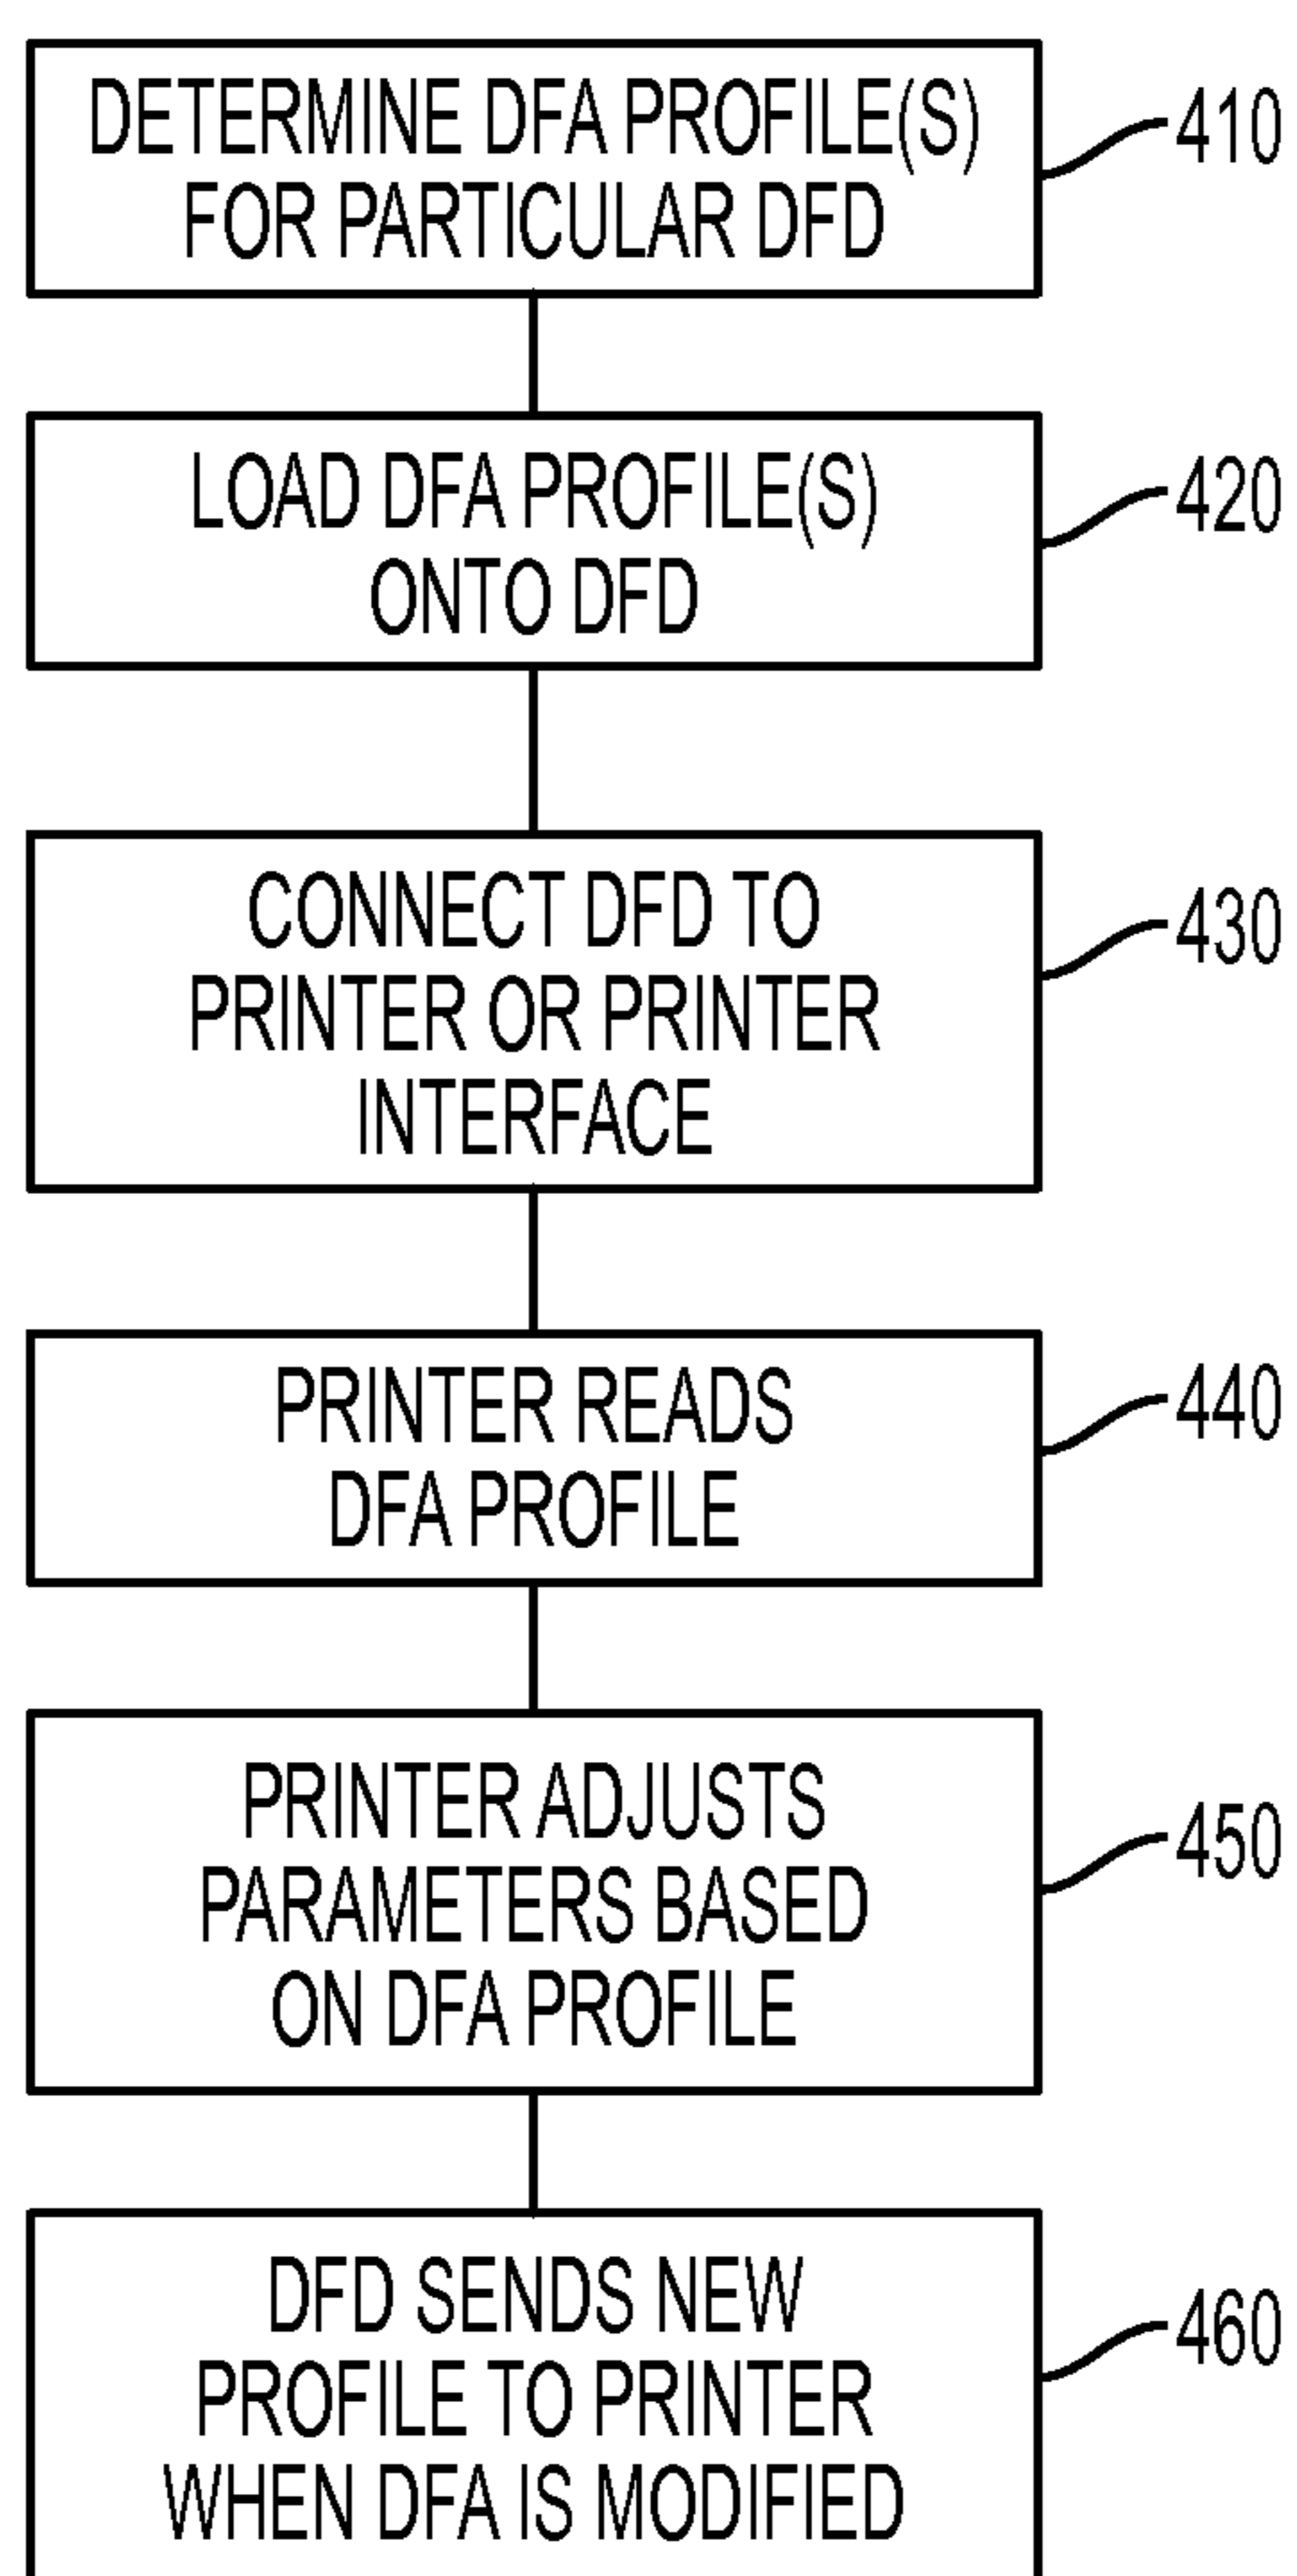 DETERMINE DFA PROFILE(S)
FOR PARTICULAR DFD
410
LOAD DFA PROFILE(S)
ONTO DFD
420
CONNECT DFD TO
PRINTER OR PRINTER
INTERFACE
430
PRINTER READS
DFA PROFILE
440
PRINTER ADJUSTS
PARAMETERS BASED
ON DFA PROFILE
450
DFD SENDS NEW
PROFILE TO PRINTER
WHEN DFA IS MODIFIED
460